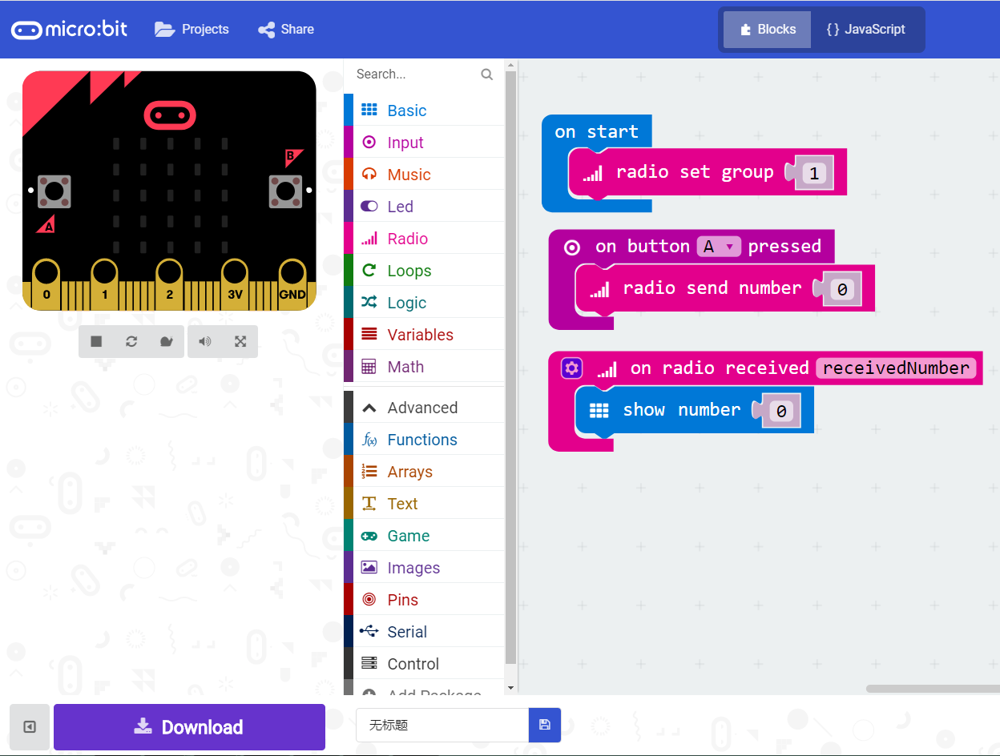 micro:bit
Projects
Share
Blocks
{ } JavaScript
B
A
0 1 2 3V GND
Search...
Basic
Input
Music
Led
Radio
Loops
Logic
Variables
Math
Advanced
Functions
Arrays
Text
Game
Images
Pins
Serial
Control
Add Package
on start
radio set group 1
on button A pressed
radio send number 0
on radio received receivedNumber
show number 0
Download
无标题